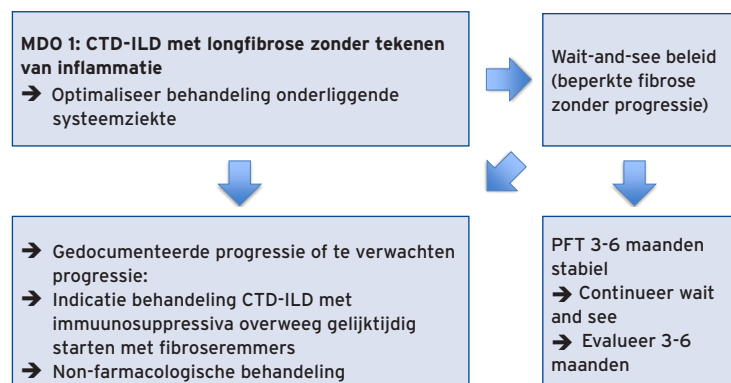 MDO 1: CTD-ILD met longfibrose zonder tekenen
van inflammatie
➔ Optimaliseer behandeling onderliggende
systeemziekte
Wait-and-see beleid
(beperkte fibrose
zonder progressie)
➔ Gedocumenteerde progressie of te verwachten
progressie:
➔ Indicatie behandeling CTD-ILD met
immuunosuppressiva overweeg gelijktijdig
starten met fibroseremmers
➔ Non-farmacologische behandeling
PFT 3-6 maanden
stabiel
➔ Continueer wait
and see
➔ Evalueer 3-6
maanden